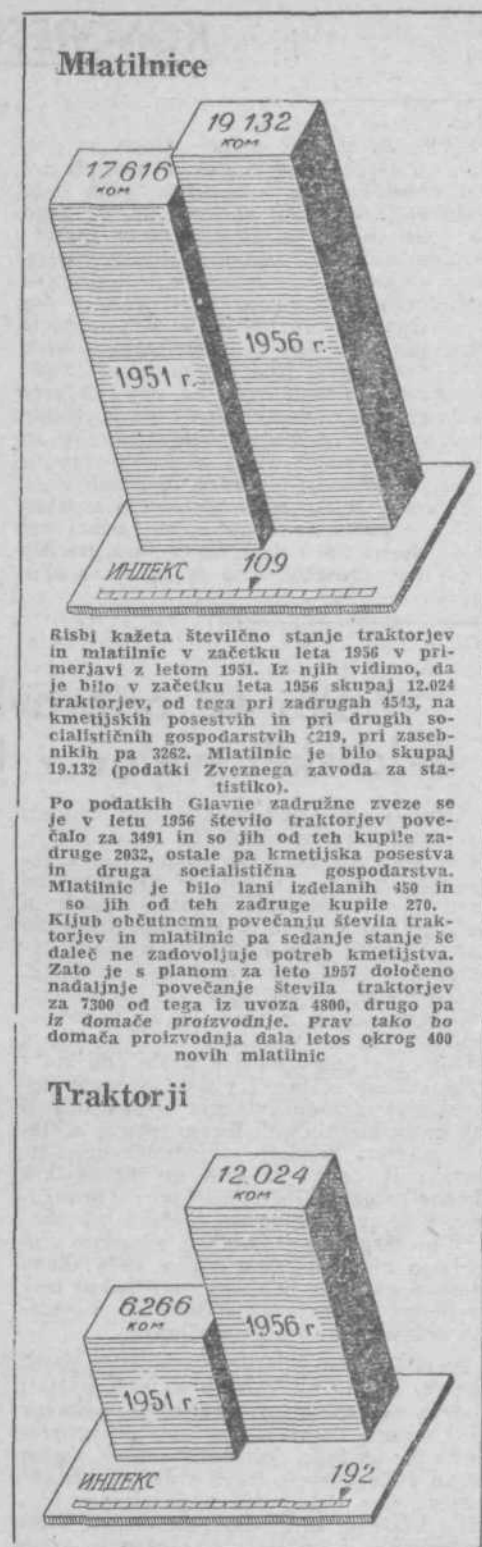 Mlatilnice
19 132
КОМ
17 616
КОМ
1951 г.
1956 г.
ИНДЕКС
109
Risbi kažeta številčno stanje traktorjev
in mlatilnic v začetku leta 1956 v pri-
merjavi z letom 1951. Iz njih vidimo, da
je bilo v začetku leta 1956 skupaj 12.024
traktorjev, od tega pri zadrugah 4543, na
kmetijskih posestvih in pri drugih so-
cialističnih gospodarstvih 4219, pri zaseb-
nikih pa 3262. Mlatilnic je bilo skupaj
19.132 (podatki Zveznega zavoda za sta-
tistiko).
Po podatkih Glavne zadružne zveze se
je v letu 1956 število traktorjev pove-
čalo za 3491 in so jih od teh kupile za-
druge 2032, ostale pa kmetijska posestva
in druga socialistična gospodarstva.
Mlatilnic je bilo lani izdelanih 450 in
so jih od teh zadruge kupile 270.
Kljub občutnemu povečanju števila trak-
torjev in mlatilnic pa sedanje stanje še
daleč ne zadovoljuje potreb kmetijstva.
Zato je s planom za leto 1957 določeno
nadaljnje povečanje števila traktorjev
za 7300 od tega iz uvoza 4800, drugo pa
iz domače proizvodnje. Prav tako bo
domača proizvodnja dala letos okrog 400
novih mlatilnic
Traktorji
12.024
КОМ
6.266
КОМ
1956 г
1951 г.
ИНДЕКС
192